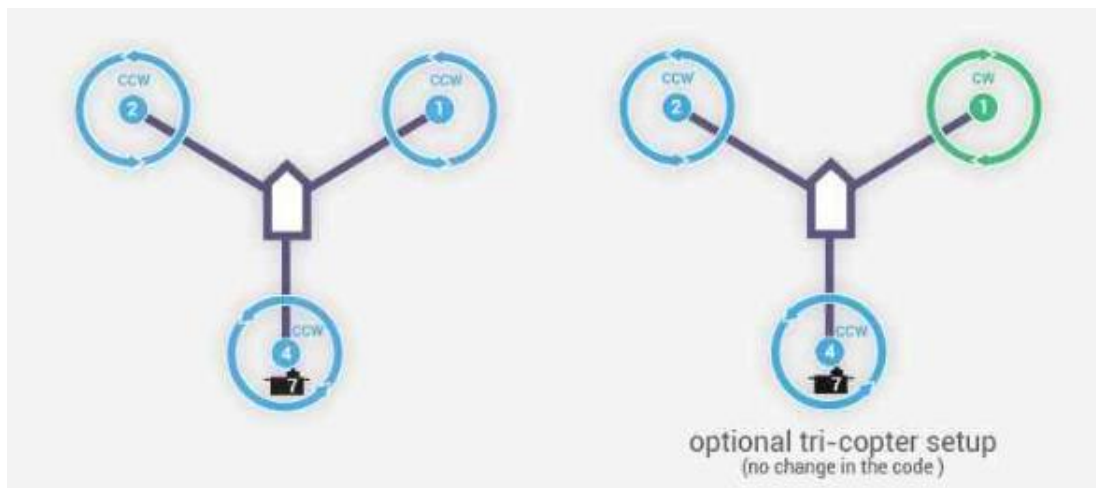 CCW
2
CCW
1
CCW
4
7
CCW
2
CW
1
CCW
4
7
optional tri-copter setup
(no change in the code )